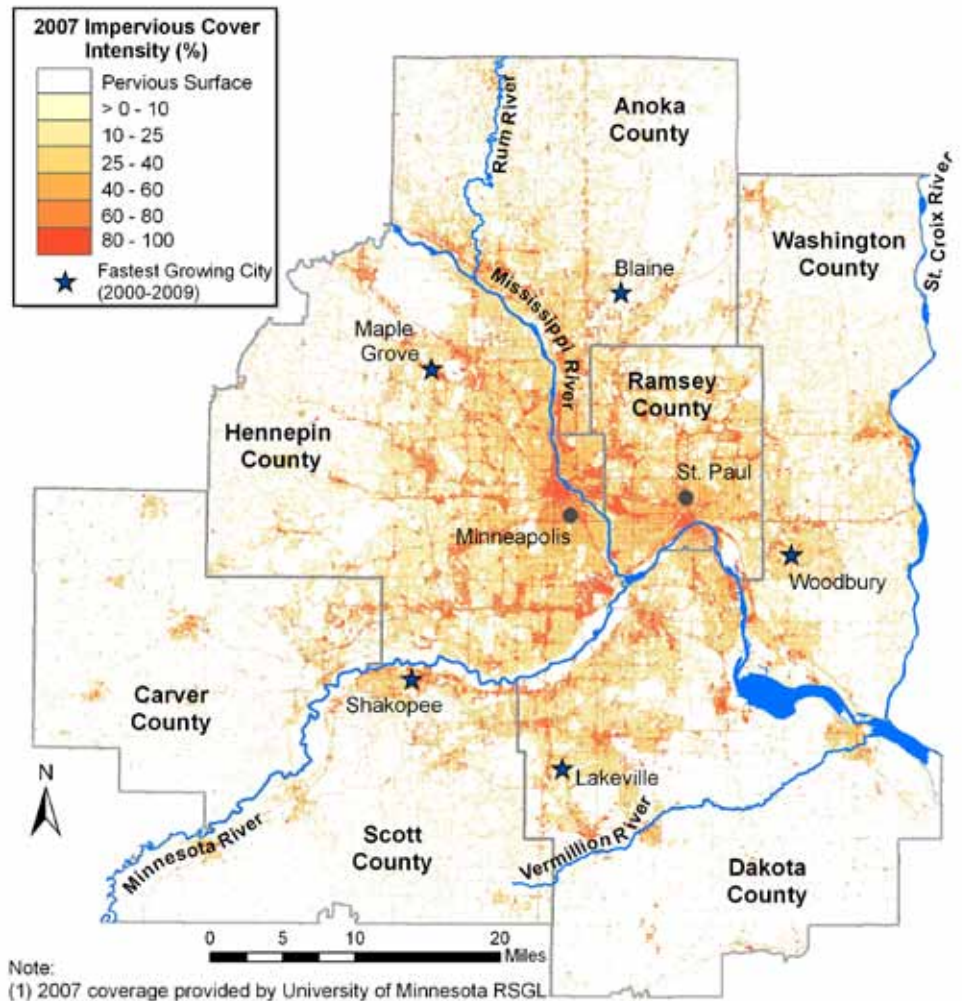 2007 Impervious Cover
Intensity (%)
Pervious Surface
> 0 - 10
10 - 25
25 - 40
40 - 60
60 - 80
80 - 100
Fastest Growing City
(2000-2009)
Rum River
Anoka
County
St. Croix River
Washington
County
Blaine
Mississippi River
Maple
Grove
Ramsey
County
Hennepin
County
St. Paul
Minneapolis
Woodbury
Carver
County
Shakopee
Lakeville
N
Minnesota River
Scott
County
Vermillion River
Dakota
County
0 5 10 20
Miles
Note:
(1) 2007 coverage provided by University of Minnesota RSGL